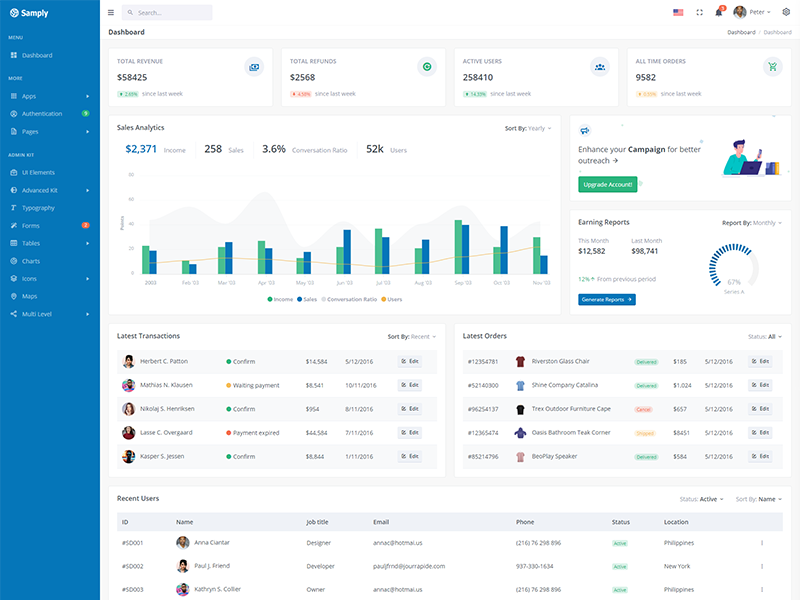 Samply
Search...
3
Peter
MENU
Dashboard
MORE
Apps
Authentication
Pages
ADMIN KIT
UI Elements
Advanced Kit
Typography
Forms
Tables
Charts
Icons
Maps
Multi Level
Dashboard
Dashboard / Dashboard
TOTAL REVENUE
$58425
2.65% since last week
TOTAL REFUNDS
$2568
since last week
ACTIVE USERS
258410
since last week
ALL TIME ORDERS
9582
since last week
Sales Analytics
Sort By: Yearly
$2,371 Income
258 Sales
3.6% Conversation Ratio
52k Users
Points
80
60
40
20
0
2003
Feb '03
Mar '03
Apr '03
May '03
Jun '03
Jul '03
Aug '03
Sep '03
Oct '03
Nov '03
Income
Sales
Conversation Ratio
Users
Enhance your Campaign for better
outreach →
Upgrade Account!
Earning Reports
Report By: Monthly
This Month
$12,582
Last Month
$98,741
12% From previous period
Generate Reports →
67%
Series A
Latest Transactions
Sort By: Recent
Herbert C. Patton Confirm $14,584 5/12/2016 Edit
Mathias N. Klausen Waiting payment $8,541 10/11/2016 Edit
Nikolaj S. Henriksen Confirm $954 8/11/2016 Edit
Lasse C. Overgaard Payment expired $44,584 7/11/2016 Edit
Kasper S. Jessen Confirm $8,844 1/11/2016 Edit
Latest Orders
Status: All
#12354781 Riverston Glass Chair Delivered $185 5/12/2016 Edit
#52140300 Shine Company Catalina Delivered $1,024 5/12/2016 Edit
#96254137 Trex Outdoor Furniture Cape Cancel $657 5/12/2016 Edit
#12365474 Oasis Bathroom Teak Corner Shipped $8451 5/12/2016 Edit
#85214796 BeoPlay Speaker Delivered $584 5/12/2016 Edit
Recent Users
Status: Active
Sort By: Name
ID Name Job title Email Phone Status Location
#SD001 Anna Ciantar Designer annac@hotmai.us (216) 76 298 896 Active Philippines
#SD002 Paul J. Friend Developer pauljfrnd@jourrapide.com 937-330-1634 Active New York
#SD003 Kathryn S. Collier Owner annac@hotmai.us (216) 76 298 896 Active Philippines